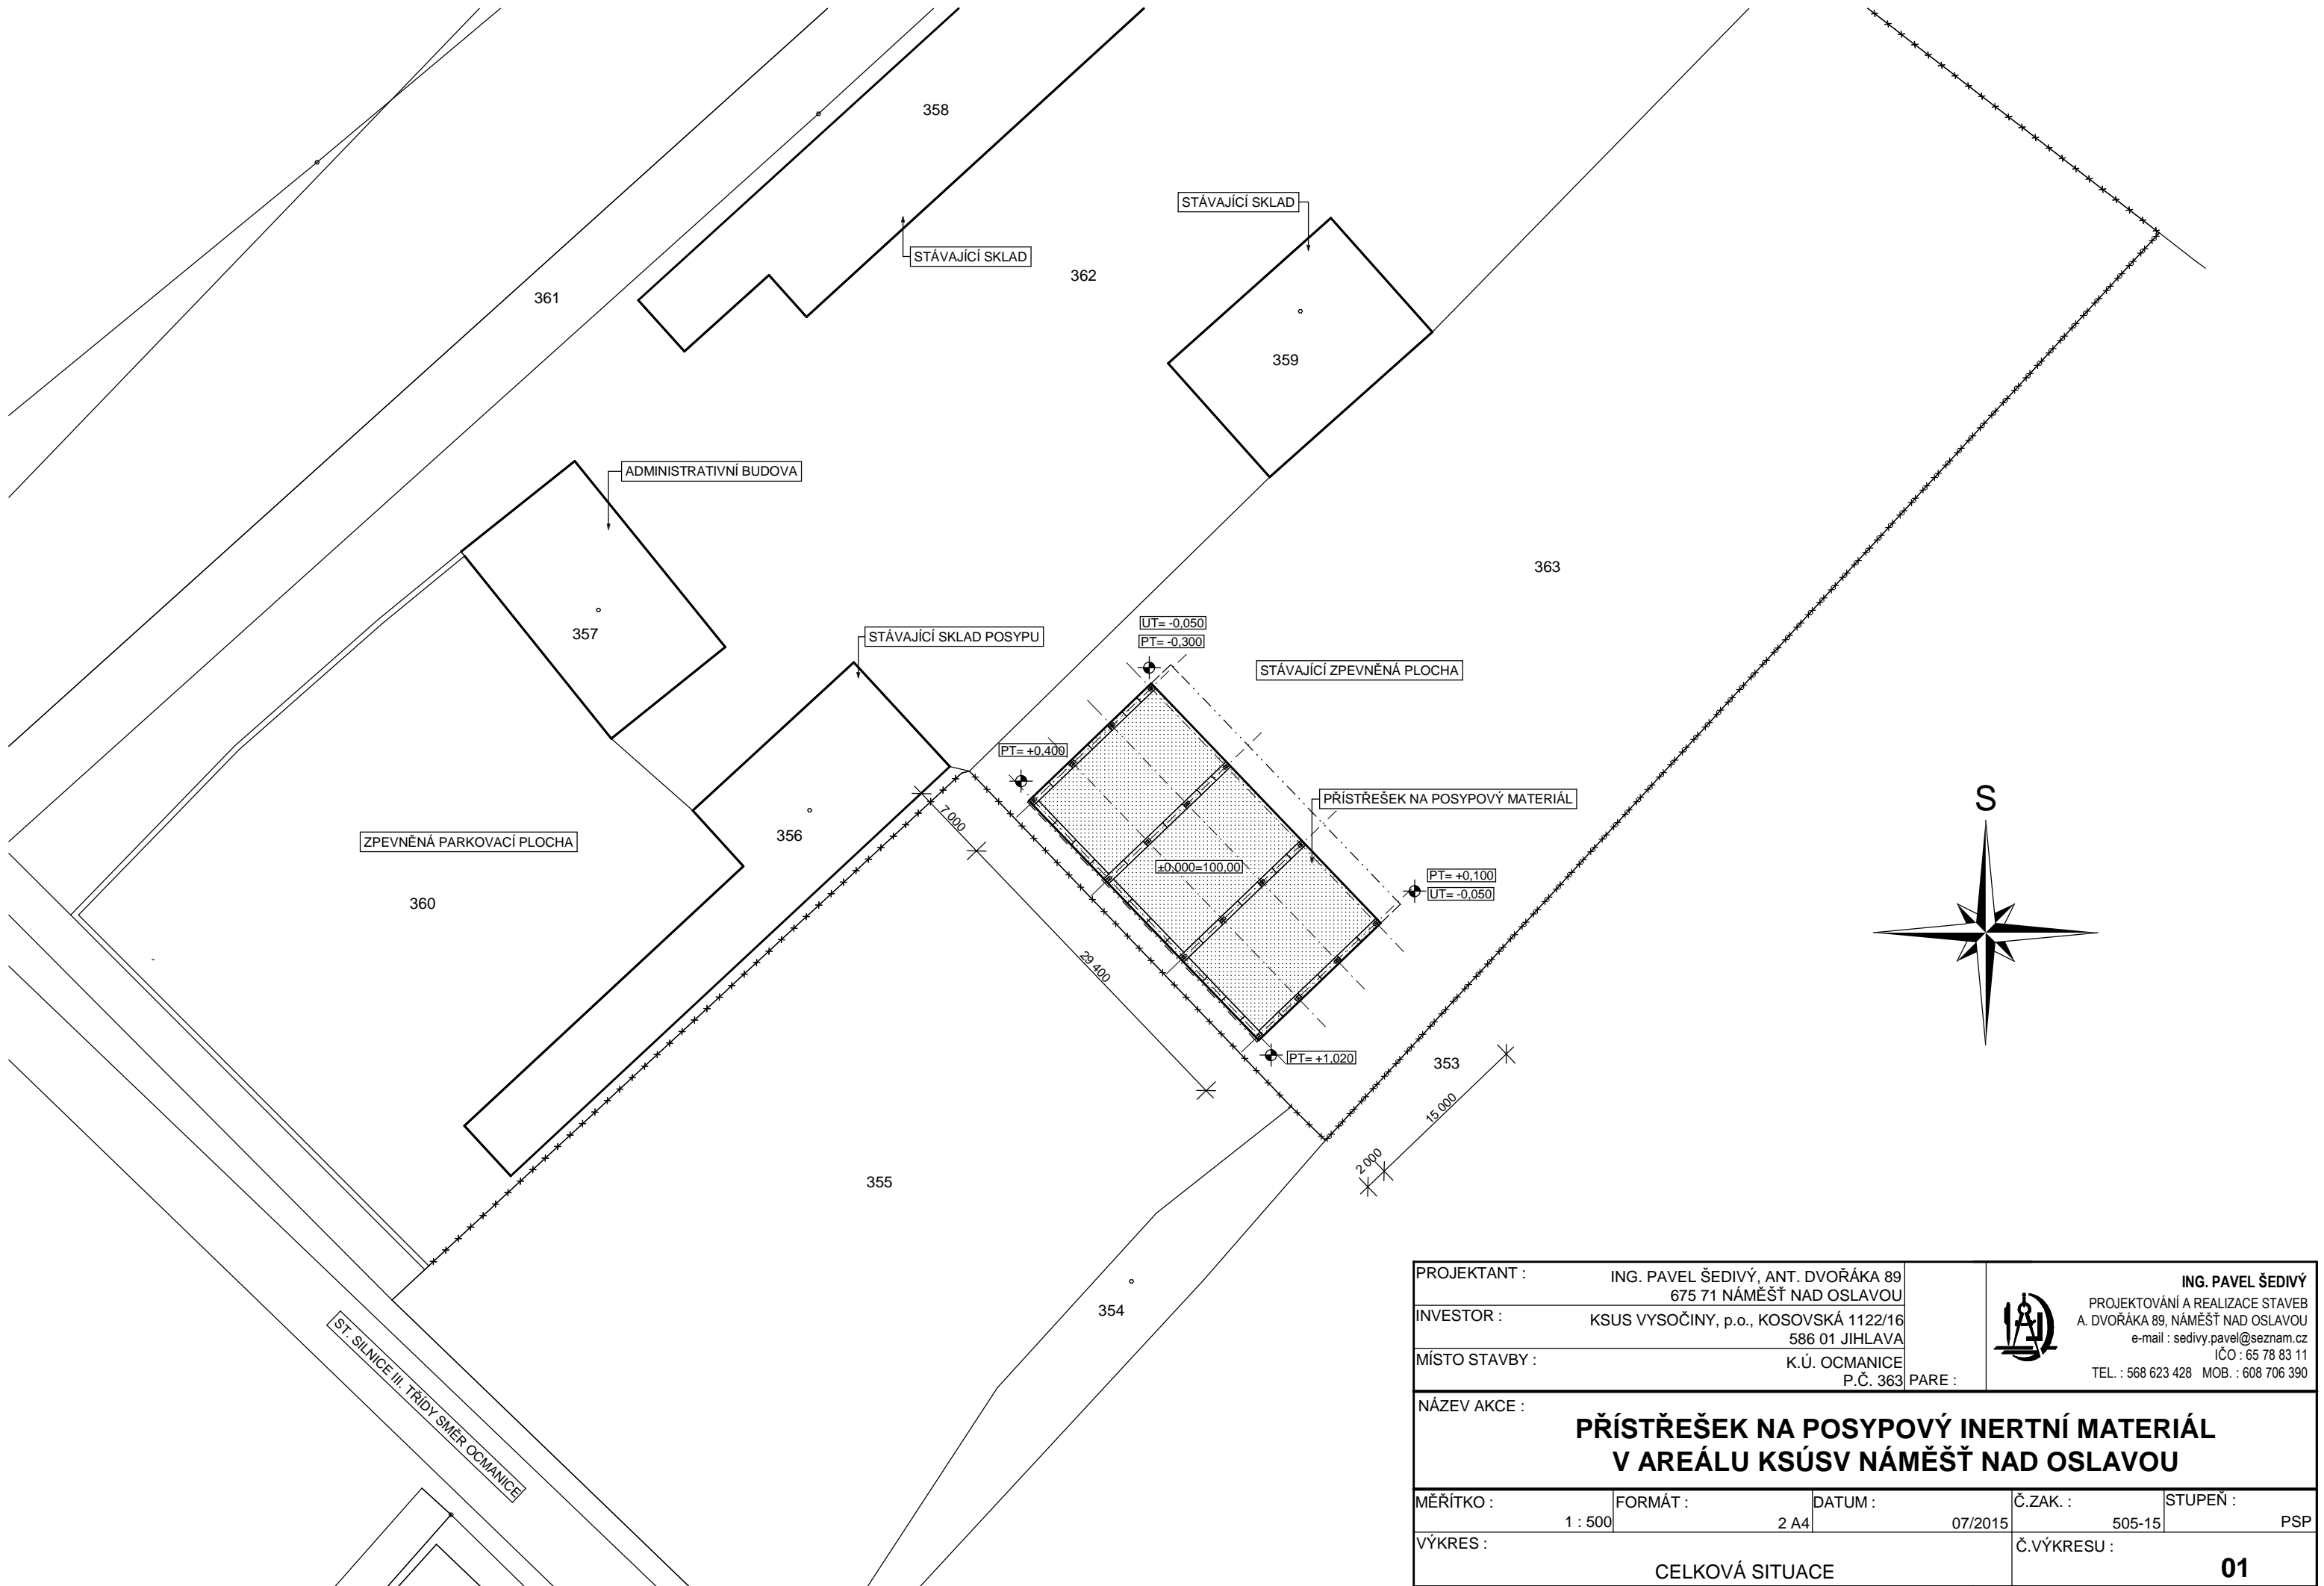 358
STÁVAJÍCÍ SKLAD
STÁVAJÍCÍ SKLAD
362
361
359
ADMINISTRATIVNÍ BUDOVA
363
357
STÁVAJÍCÍ SKLAD POSYPU
UT= -0,050
PT= -0,300
STÁVAJÍCÍ ZPEVNĚNÁ PLOCHA
PT= +0,400
PŘÍSTŘEŠEK NA POSYPOVÝ MATERIÁL
S
7 000
356
ZPEVNĚNÁ PARKOVACÍ PLOCHA
±0,000=100,00
PT= +0,100
UT= -0,050
360
29 400
PT= +1,020
353
15 000
2 000
355
354
ST. SILNICE III. TŘÍDY SMĚR OCMANICE
PROJEKTANT :
ING. PAVEL ŠEDIVÝ, ANT. DVOŘÁKA 89
675 71 NÁMĚŠŤ NAD OSLAVOU
INVESTOR :
KSUS VYSOČINY, p.o., KOSOVSKÁ 1122/16
586 01 JIHLAVA
MÍSTO STAVBY :
K.Ú. OCMANICE
P.Č. 363
PARE :
ING. PAVEL ŠEDIVÝ
PROJEKTOVÁNÍ A REALIZACE STAVEB
A. DVOŘÁKA 89, NÁMĚŠŤ NAD OSLAVOU
e-mail : sedivy.pavel@seznam.cz
IČO : 65 78 83 11
TEL. : 568 623 428 MOB. : 608 706 390
NÁZEV AKCE :
PŘÍSTŘEŠEK NA POSYPOVÝ INERTNÍ MATERIÁL
V AREÁLU KSÚSV NÁMĚŠŤ NAD OSLAVOU
MĚŘÍTKO :
1 : 500
FORMÁT :
2 A4
DATUM :
07/2015
Č.ZAK. :
505-15
STUPEŇ :
PSP
VÝKRES :
CELKOVÁ SITUACE
Č.VÝKRESU :
01